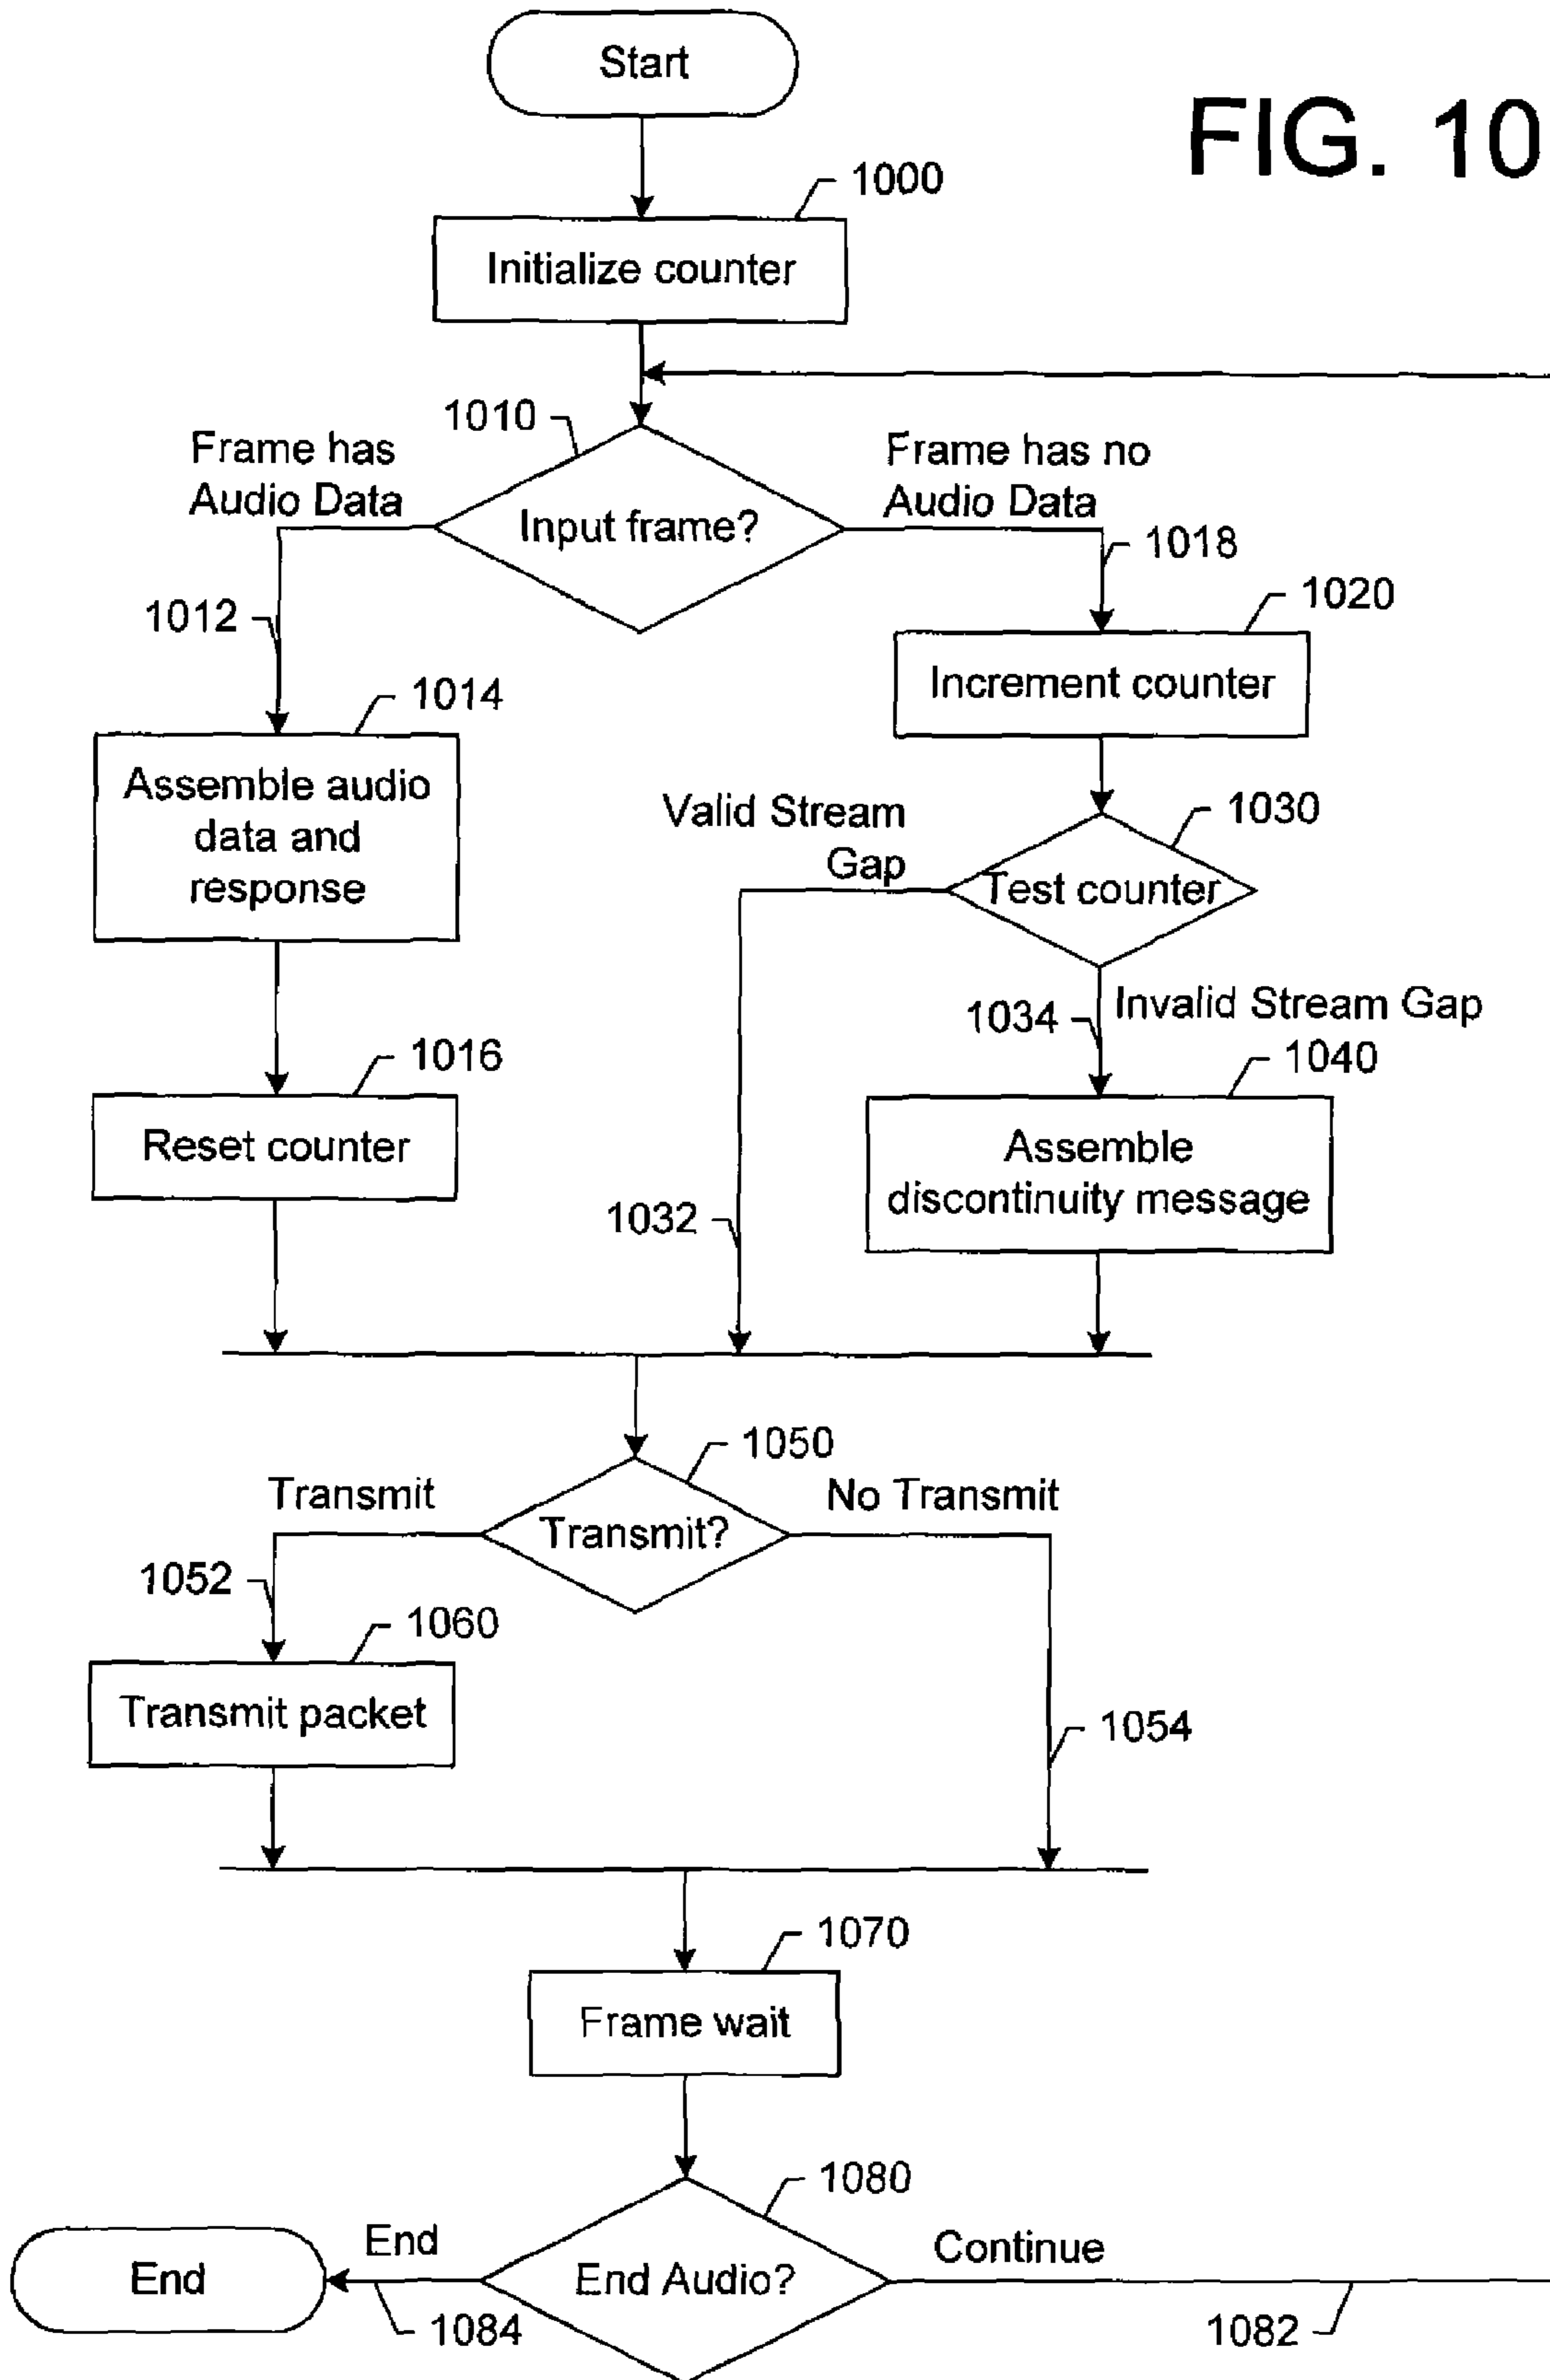 Start
FIG. 10
1000
Initialize counter
1010
Frame has
Audio Data
Input frame?
Frame has no
Audio Data
1018
1012
1020
Increment counter
1014
Assemble audio
data and
response
Valid Stream
Gap
1030
Test counter
1034
Invalid Stream Gap
1016
1040
Reset counter
Assemble
discontinuity message
1032
1050
Transmit
Transmit?
No Transmit
1052
1060
Transmit packet
1054
1070
Frame wait
1080
End
End
End Audio?
Continue
1084
1082